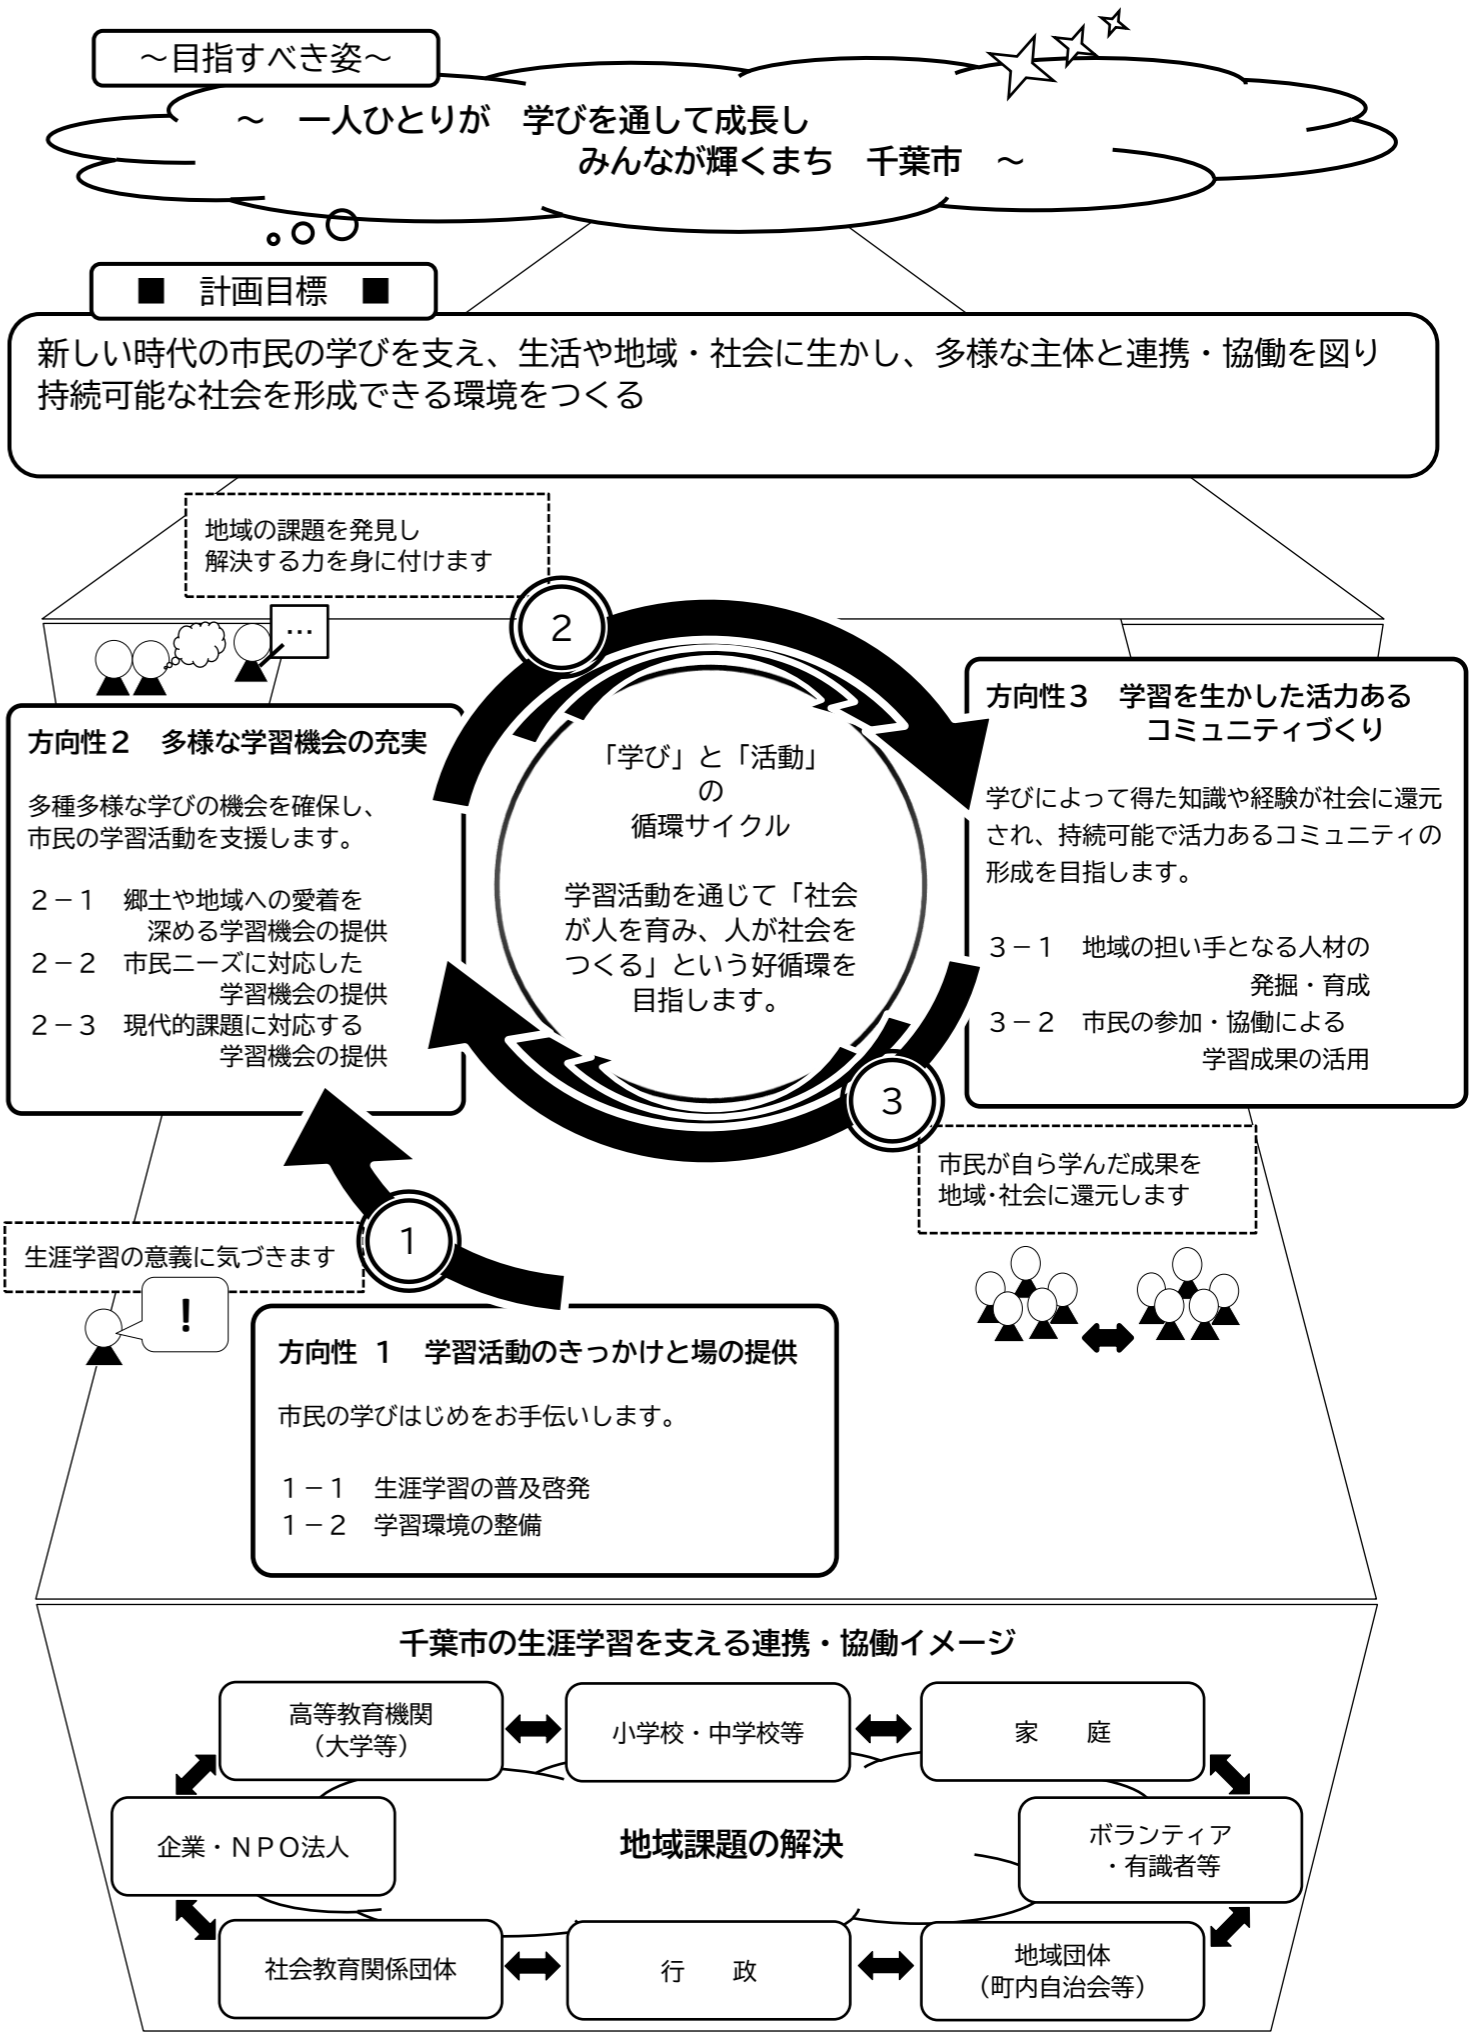 ～目指すべき姿～
～　一人ひとりが　学びを通して成長し
みんなが輝くまち　千葉市　～
■　計画目標　■
新しい時代の市民の学びを支え、生活や地域・社会に生かし、多様な主体と連携・協働を図り
持続可能な社会を形成できる環境をつくる
地域の課題を発見し
解決する力を身に付けます
2
…
方向性２　多様な学習機会の充実
多種多様な学びの機会を確保し、
市民の学習活動を支援します。
２－１　郷土や地域への愛着を
深める学習機会の提供
２－２　市民ニーズに対応した
学習機会の提供
２－３　現代的課題に対応する
学習機会の提供
「学び」と「活動」
の
循環サイクル
学習活動を通じて「社会
が人を育み、人が社会を
つくる」という好循環を
目指します。
方向性３　学習を生かした活力ある
コミュニティづくり
学びによって得た知識や経験が社会に還元
され、持続可能で活力あるコミュニティの
形成を目指します。
３－１　地域の担い手となる人材の
発掘・育成
３－２　市民の参加・協働による
学習成果の活用
3
市民が自ら学んだ成果を
地域･社会に還元します
1
生涯学習の意義に気づきます
！
方向性 １　学習活動のきっかけと場の提供
市民の学びはじめをお手伝いします。
１－１　生涯学習の普及啓発
１－２　学習環境の整備
千葉市の生涯学習を支える連携・協働イメージ
高等教育機関
（大学等）
小学校・中学校等
家　　庭
企業・ＮＰＯ法人
地域課題の解決
ボランティア
・有識者等
社会教育関係団体
行　　政
地域団体
（町内自治会等）